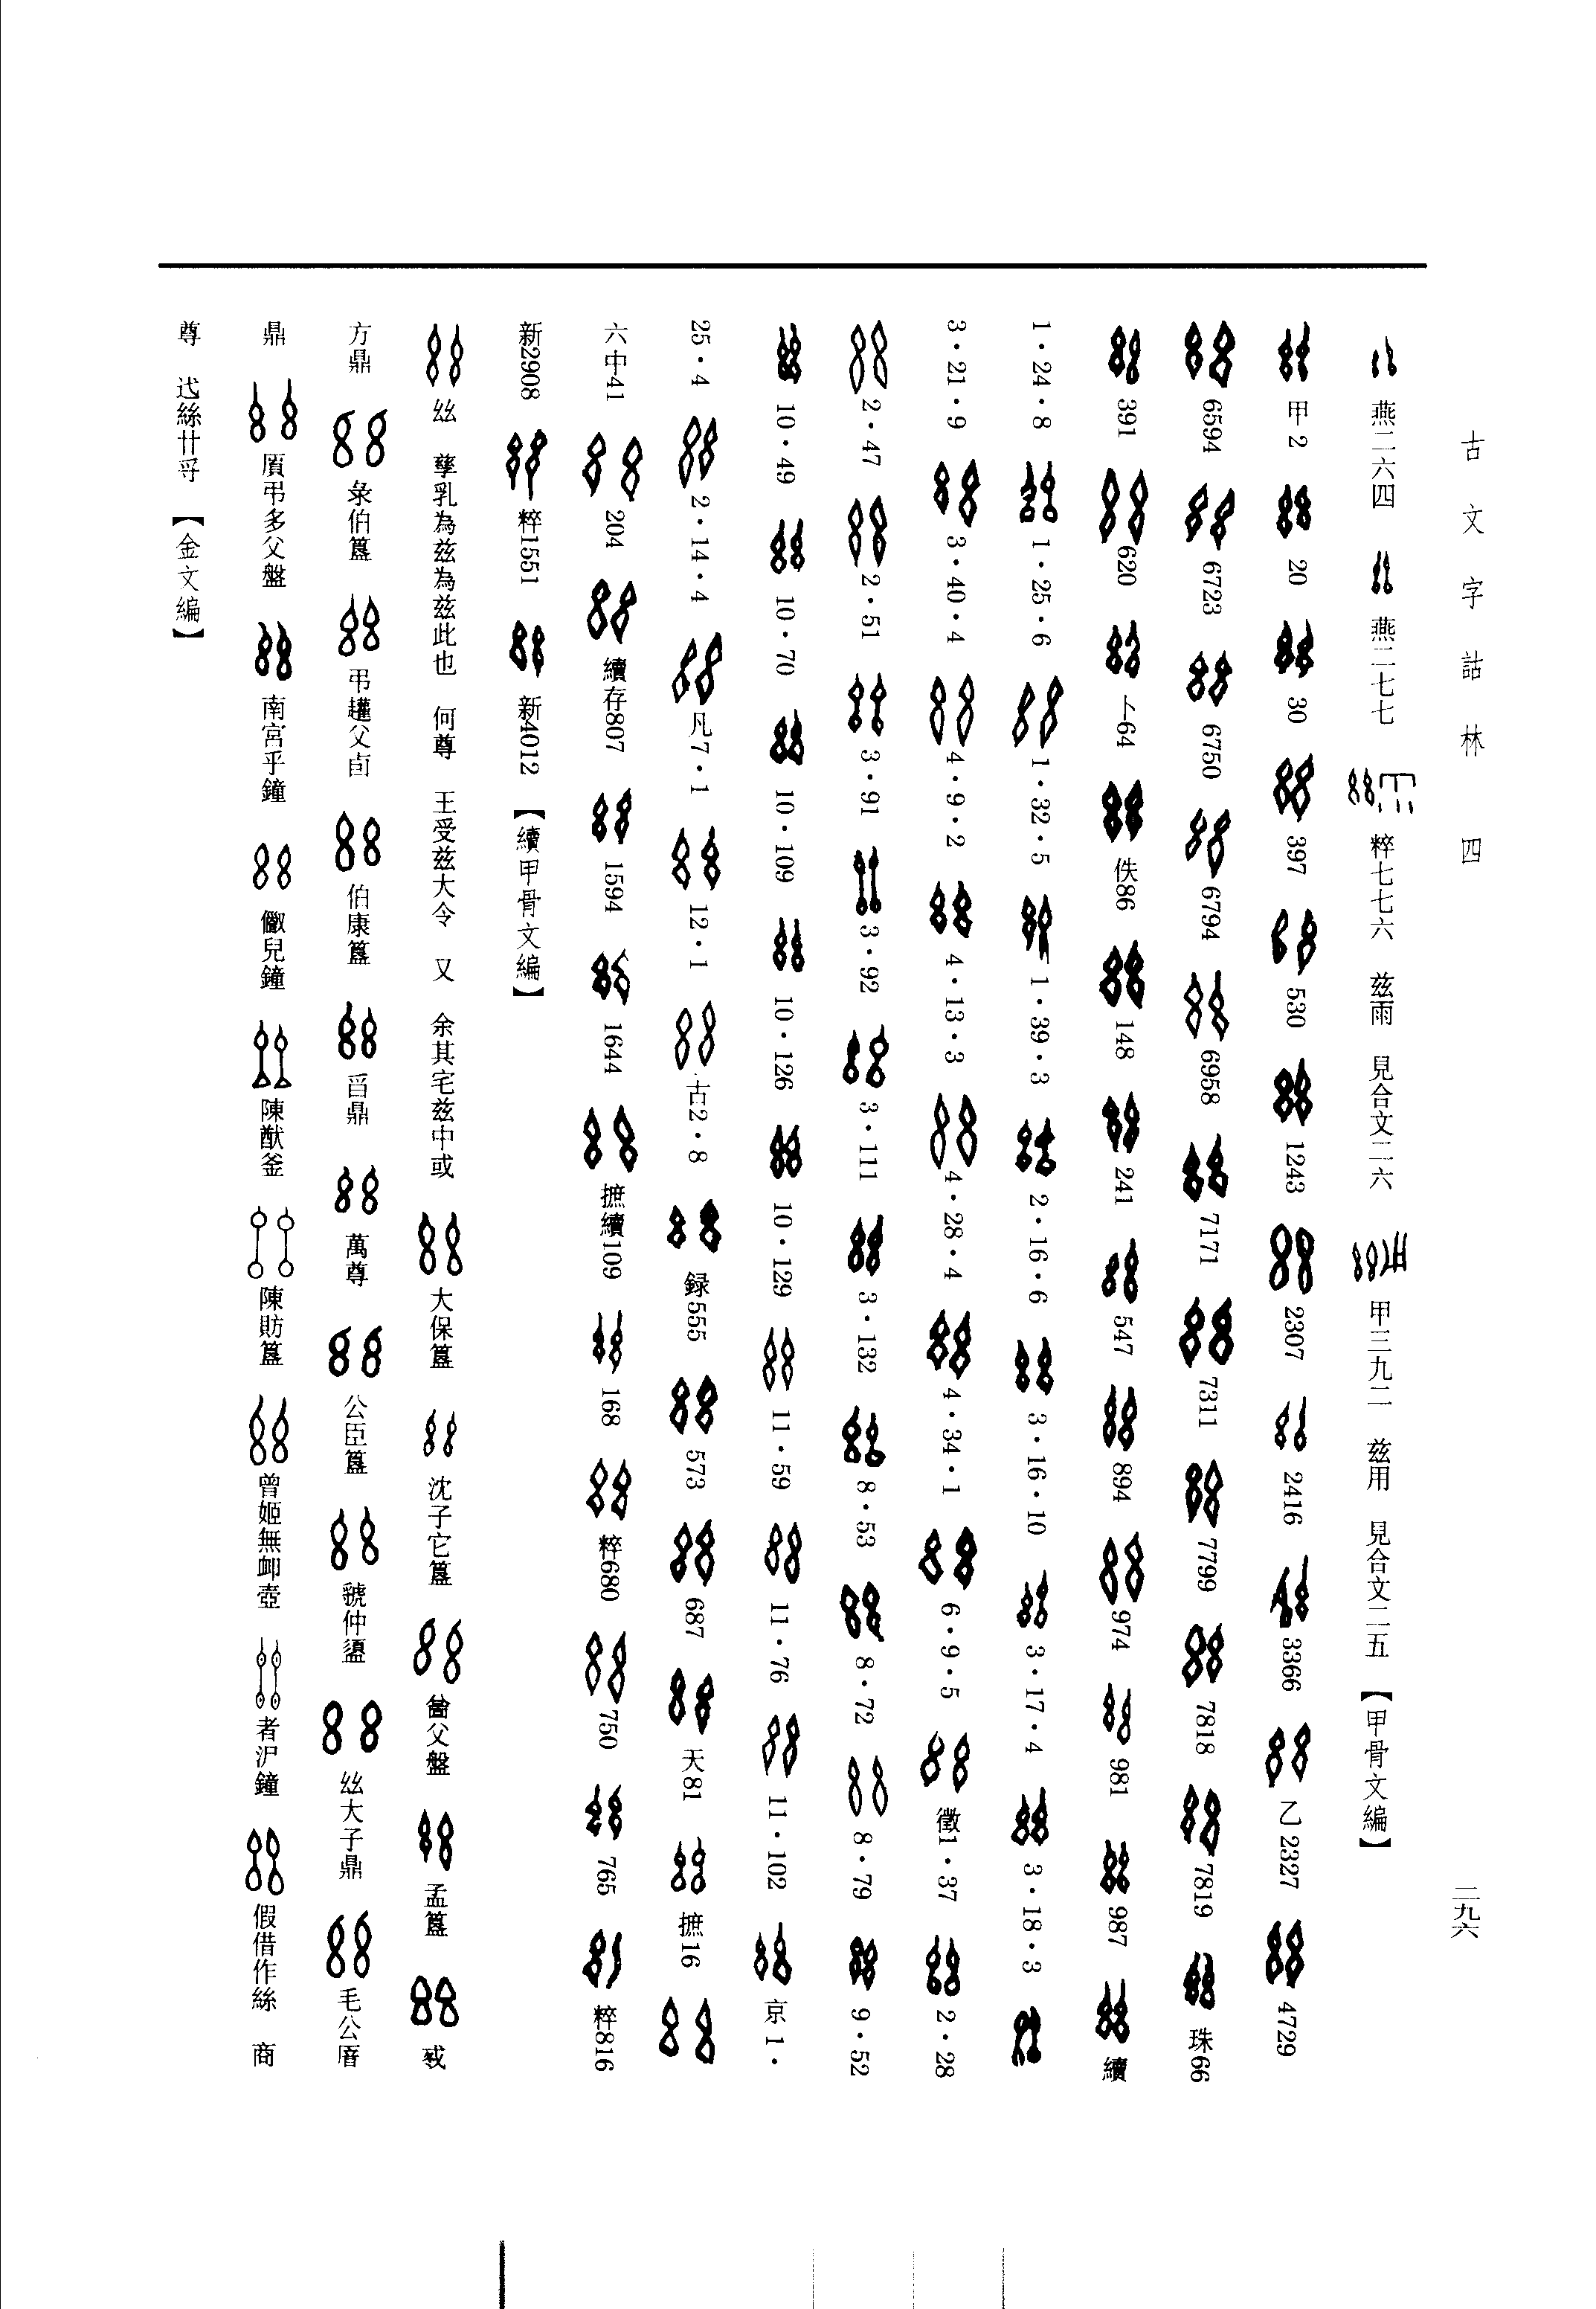 古文字詁林 四
二九六
燕二六四 燕二七七 粹七七六 兹雨 見合文二六 甲三九二 兹用 見合文二五 【甲骨文編】
甲2 20 30 397 530 1243 2307 2416 3366 乙2327 4729
6594 6723 6750 6794 6958 7171 7311 7799 7818 7819 珠66
391 620 卜64 佚86 148 241 547 894 974 981 987 續
1·24·8 1·25·6 1·32·5 1·39·3 2·16·6 3·16·10 3·17·4 3·18·3
3·21·9 3·40·4 4·9·2 4·13·3 4·28·4 4·34·1 6·9·5 徵1·37 2·28
2·47 2·51 3·91 3·92 3·111 3·132 8·53 8·72 8·79 9·52
10·49 10·70 10·109 10·126 10·129 11·59 11·76 11·102 京1·
25·4 2·14·4 凡7·1 12·1 古2·8 録555 573 687 天81 摭16
六中41 204 續存807 1594 1644 摭續109 168 粹680 750 765 粹816
新2908 粹1551 新4012 【續甲骨文編】
𢆶 孳乳為兹為兹此也 何尊 王受兹大令 又 余其宅兹中或 大保簋 沈子它簋 父盤 孟簋 㦰
方鼎 彔伯簋 弔趯父卣 伯康簋 舀鼎 萬尊 公臣簋 虢仲盨 𢆶大子鼎 毛公㫗
鼎 弔多父盤 南宮乎鐘 兒鐘 陳猷釜 陳肪簋 曾姬無卹壺 者沪鐘 假借作絲 商
尊 𢓊絲廿寽 【金文編】